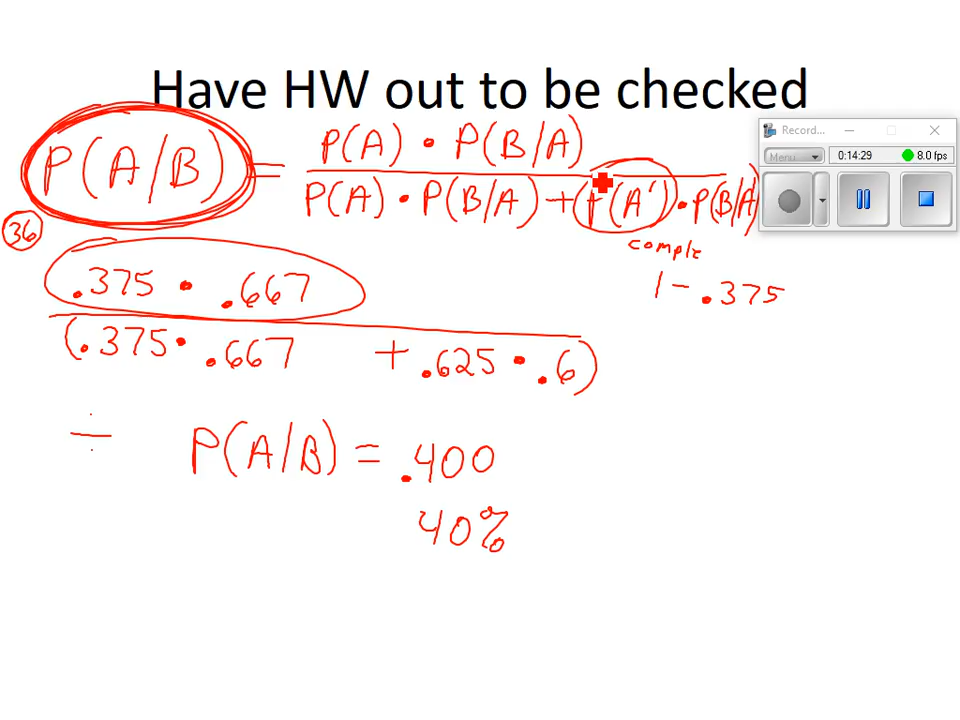 Have HW out to be checked
P(A/B) = P(A) · P(B/A)
P(A) · P(B/A) + (P(A') · P(B/A)
Record...
Menu
0:14:29
8.0 fps
comple
36
.375 · .667
1 - .375
(.375 · .667 + .625 · .6)
÷ P(A/B) = .400
40%